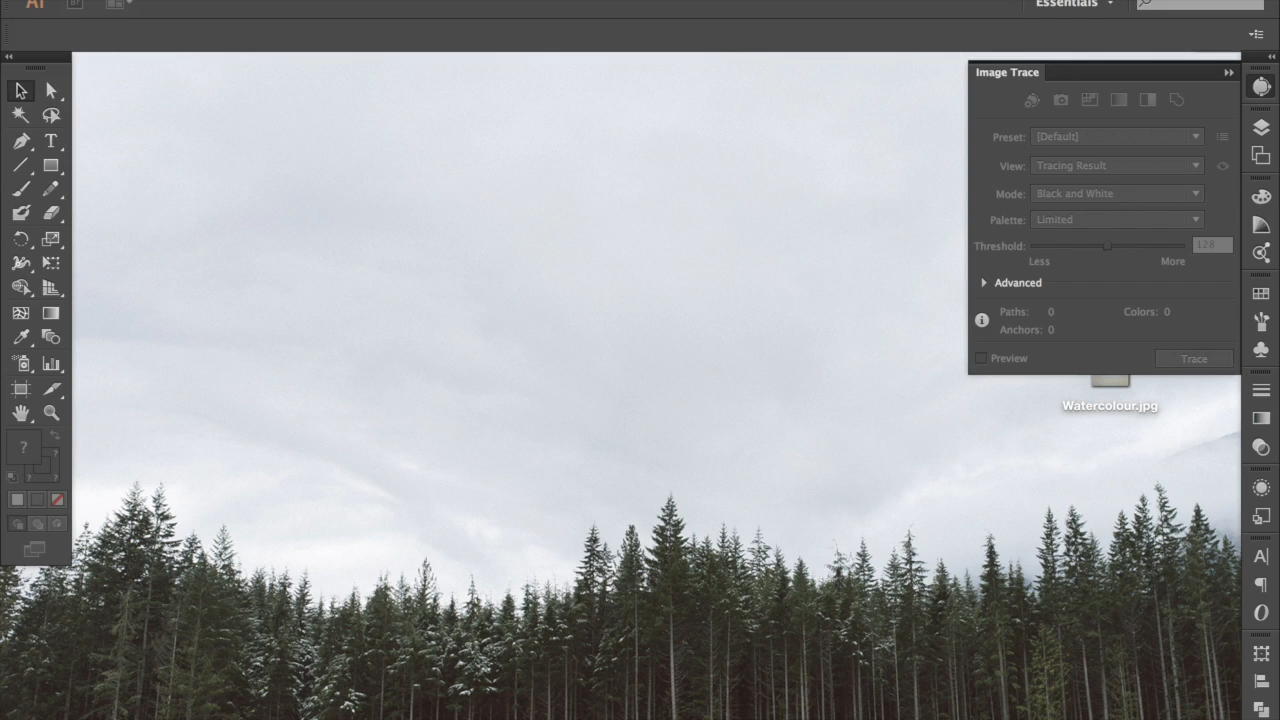 Ai Br Essentials
Image Trace
Preset: [Default]
View: Tracing Result
Mode: Black and White
Palette: Limited
Threshold: 128
Less More
Advanced
Paths: 0 Colors: 0
Anchors: 0
Preview Trace
Watercolour.jpg